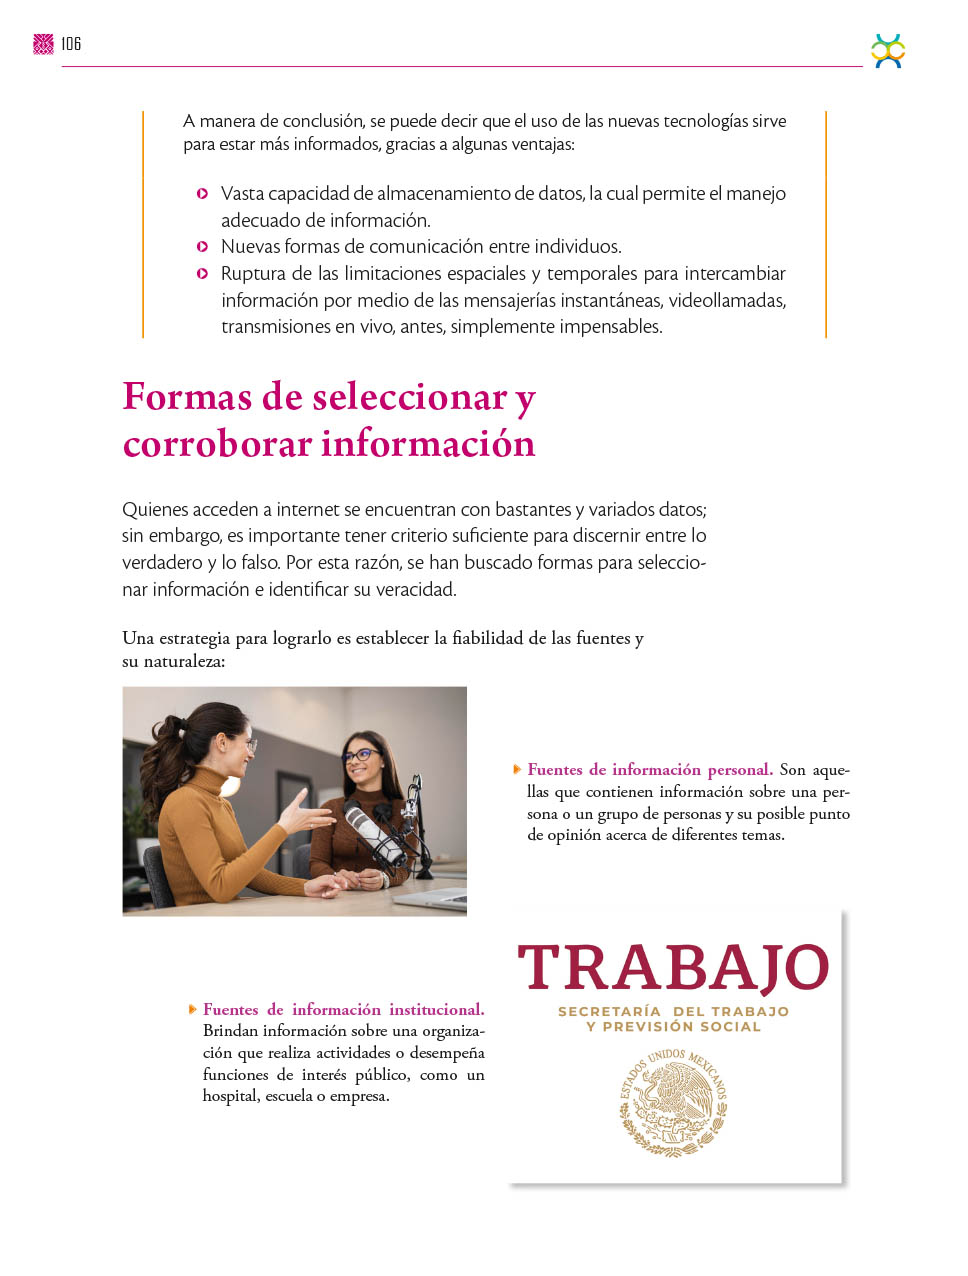 106
A manera de conclusión, se puede decir que el uso de las nuevas tecnologías sirve
para estar más informados, gracias a algunas ventajas:
Vasta capacidad de almacenamiento de datos, la cual permite el manejo
adecuado de información.
Nuevas formas de comunicación entre individuos.
Ruptura de las limitaciones espaciales y temporales para intercambiar
información por medio de las mensajerías instantáneas, videollamadas,
transmisiones en vivo, antes, simplemente impensables.
Formas de seleccionar y
corroborar información
Quienes acceden a internet se encuentran con bastantes y variados datos;
sin embargo, es importante tener criterio suficiente para discernir entre lo
verdadero y lo falso. Por esta razón, se han buscado formas para seleccio-
nar información e identificar su veracidad.
Una estrategia para lograrlo es establecer la fiabilidad de las fuentes y
su naturaleza:
Fuentes de información personal. Son aque-
llas que contienen información sobre una per-
sona o un grupo de personas y su posible punto
de opinión acerca de diferentes temas.
Fuentes de información institucional.
Brindan información sobre una organiza-
ción que realiza actividades o desempeña
funciones de interés público, como un
hospital, escuela o empresa.
TRABAJO
SECRETARÍA DEL TRABAJO
Y PREVISIÓN SOCIAL
ESTADOS UNIDOS MEXICANOS